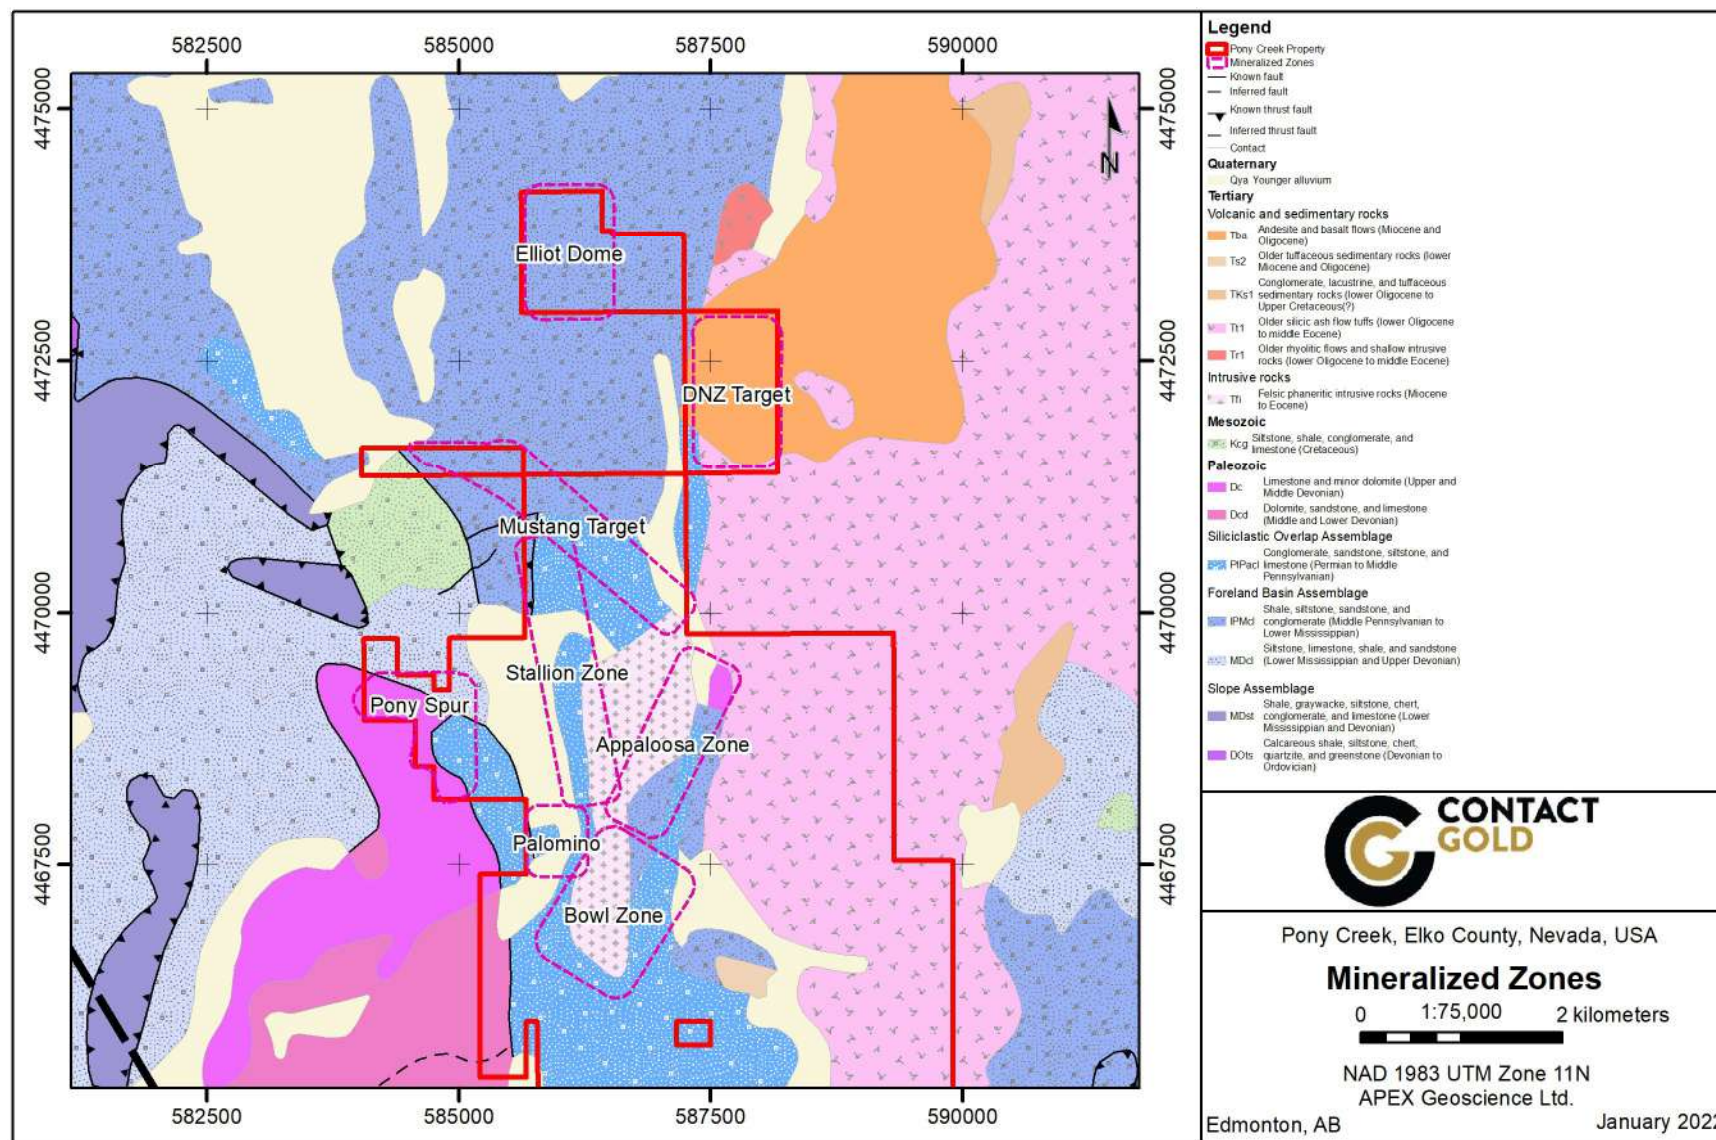 582500 585000 587500 590000
4475000 4475000
4472500 4472500
4470000 4470000
4467500 4467500
582500 585000 587500 590000
N
Elliot Dome
DNZ Target
Mustang Target
Stallion Zone
Pony Spur
Appaloosa Zone
Palomino
Bowl Zone
Legend
Pony Creek Property
Mineralized Zones
Known fault
Inferred fault
Known thrust fault
Inferred thrust fault
Contact
Quaternary
Qya Younger alluvium
Tertiary
Volcanic and sedimentary rocks
Tba Andesite and basalt flows (Miocene and
Oligocene)
Ts2 Older tuffaceous sedimentary rocks (lower
Miocene and Oligocene)
Conglomerate, lacustrine, and tuffaceous
TKs1 sedimentary rocks (lower Oligocene to
Upper Cretaceous(?)
Tt1 Older silicic ash flow tuffs (lower Oligocene
to middle Eocene)
Tr1 Older rhyolitic flows and shallow intrusive
rocks (lower Oligocene to middle Eocene)
Intrusive rocks
Tfi Felsic phaneritic intrusive rocks (Miocene
to Eocene)
Mesozoic
Kcg Siltstone, shale, conglomerate, and
limestone (Cretaceous)
Paleozoic
Dc Limestone and minor dolomite (Upper and
Middle Devonian)
Dcd Dolomite, sandstone, and limestone
(Middle and Lower Devonian)
Siliciclastic Overlap Assemblage
Conglomerate, sandstone, siltstone, and
PIPacl limestone (Permian to Middle
Pennsylvanian)
Foreland Basin Assemblage
Shale, siltstone, sandstone, and
IPMcl conglomerate (Middle Pennsylvanian to
Lower Mississippian)
Siltstone, limestone, shale, and sandstone
MDcl (Lower Mississippian and Upper Devonian)
Slope Assemblage
Shale, graywacke, siltstone, chert,
MDst conglomerate, and limestone (Lower
Mississippian and Devonian)
Calcareous shale, siltstone, chert,
DOts quartzite, and greenstone (Devonian to
Ordovician)
CONTACT
GOLD
Pony Creek, Elko County, Nevada, USA
Mineralized Zones
0 1:75,000 2 kilometers
NAD 1983 UTM Zone 11N
APEX Geoscience Ltd.
Edmonton, AB January 2022